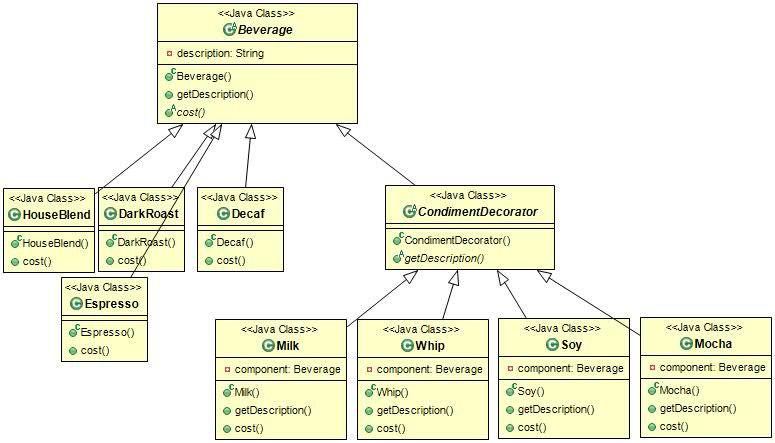 <<Java Class>>
Beverage
description: String
Beverage()
getDescription()
cost()
<<Java Class>>
HouseBlend
HouseBlend()
cost()
<<Java Class>>
DarkRoast
DarkRoast()
cost()
<<Java Class>>
Decaf
Decaf()
cost()
<<Java Class>>
CondimentDecorator
CondimentDecorator()
getDescription()
<<Java Class>>
Espresso
Espresso()
cost()
<<Java Class>>
Milk
component: Beverage
Milk()
getDescription()
cost()
<<Java Class>>
Whip
component: Beverage
Whip()
getDescription()
cost()
<<Java Class>>
Soy
component: Beverage
Soy()
getDescription()
cost()
<<Java Class>>
Mocha
component: Beverage
Mocha()
getDescription()
cost()